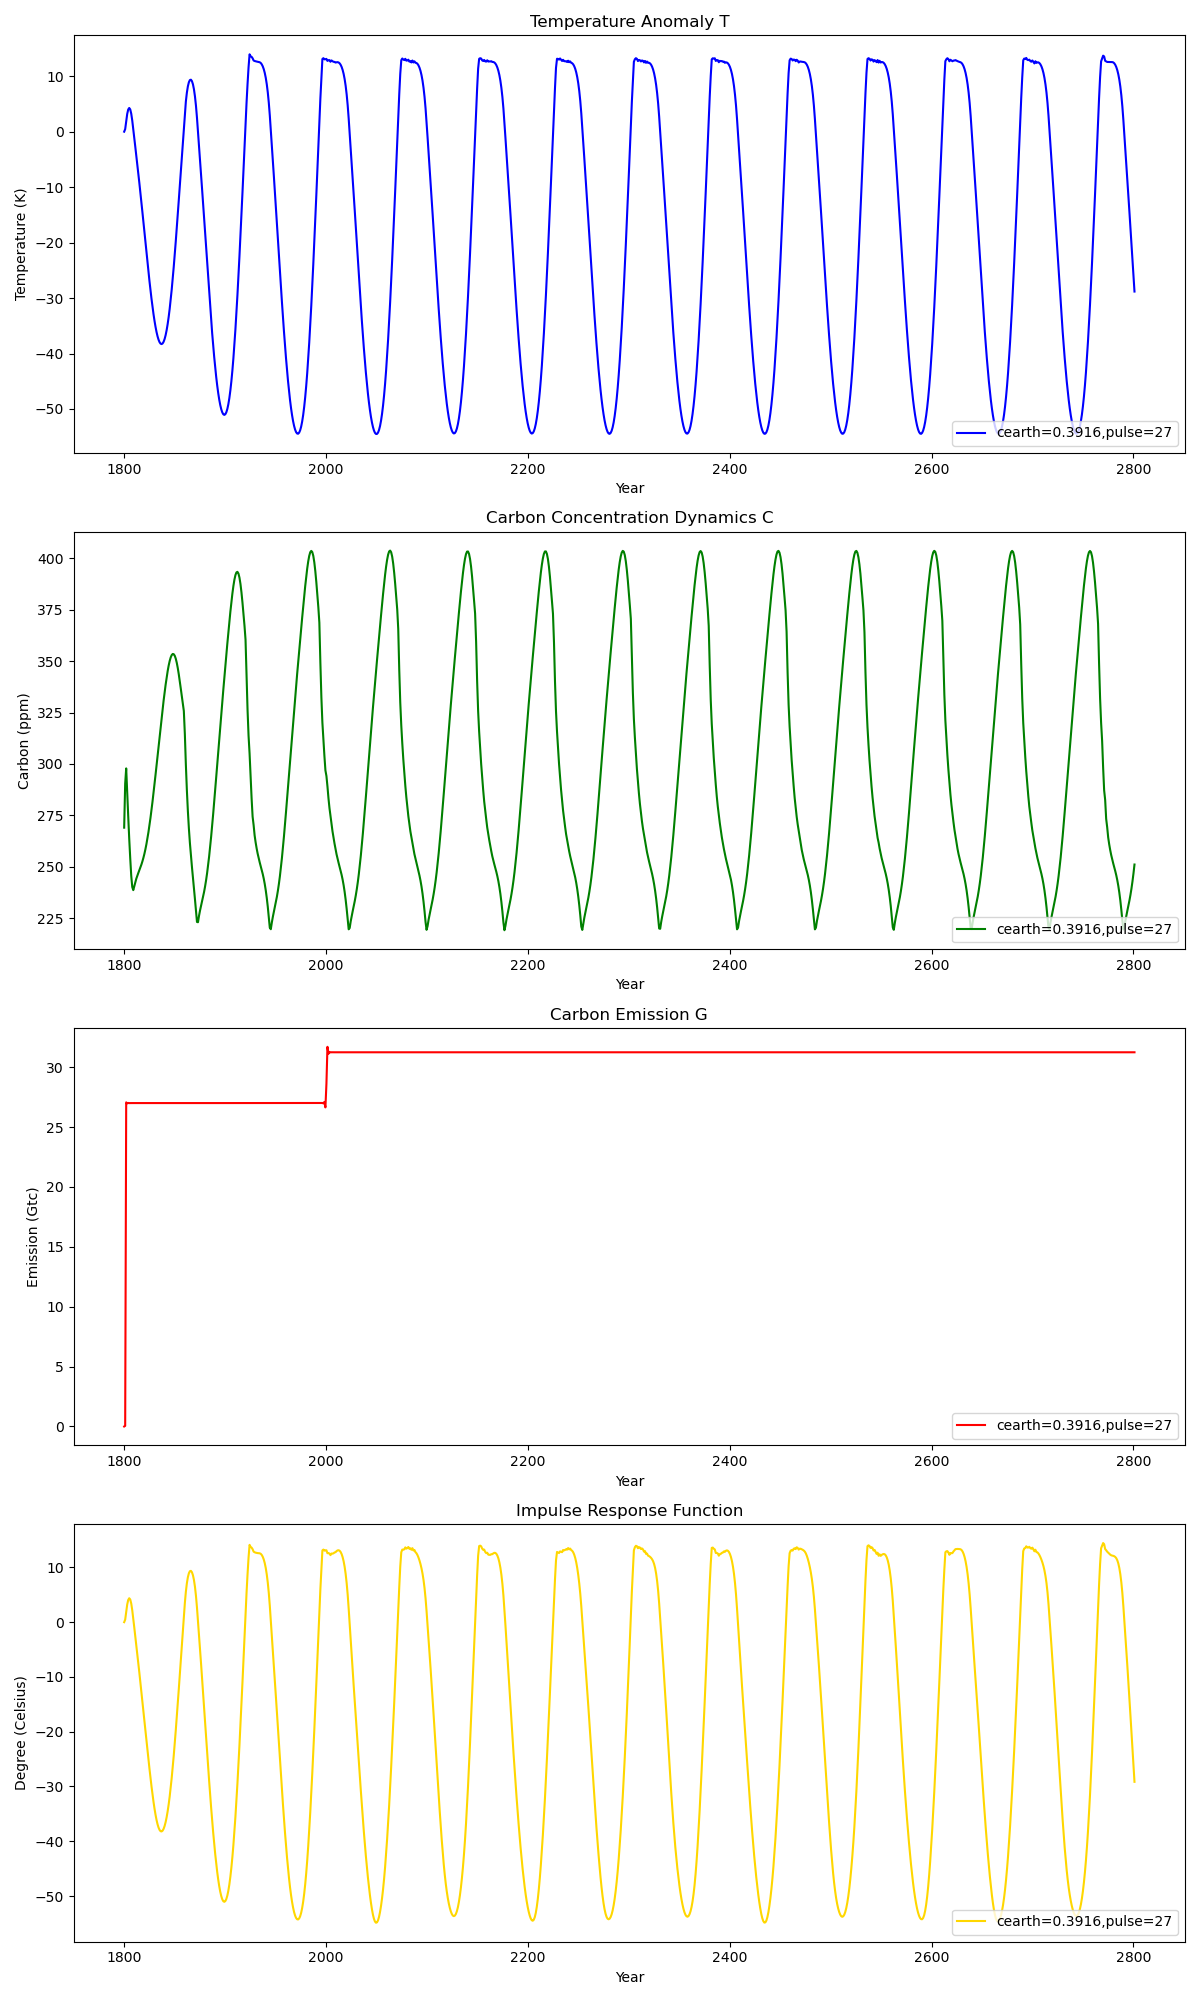 Temperature Anomaly T
10
0
−10
−20
−30
−40
−50
Temperature (K)
cearth=0.3916,pulse=27
1800 2000 2200 2400 2600 2800
Year
Carbon Concentration Dynamics C
400
375
350
325
300
275
250
225
Carbon (ppm)
cearth=0.3916,pulse=27
1800 2000 2200 2400 2600 2800
Year
Carbon Emission G
30
25
20
15
10
5
0
Emission (Gtc)
cearth=0.3916,pulse=27
1800 2000 2200 2400 2600 2800
Year
Impulse Response Function
10
0
−10
−20
−30
−40
−50
Degree (Celsius)
cearth=0.3916,pulse=27
1800 2000 2200 2400 2600 2800
Year